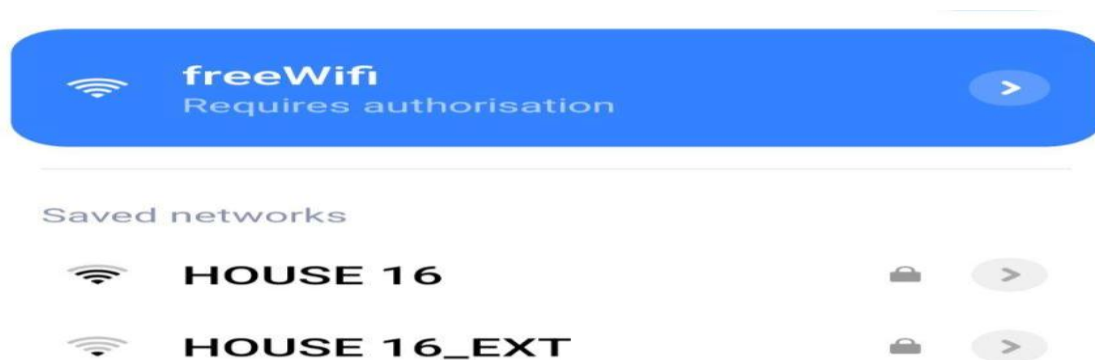 freeWifi
Requires authorisation
Saved networks
HOUSE 16
HOUSE 16_EXT